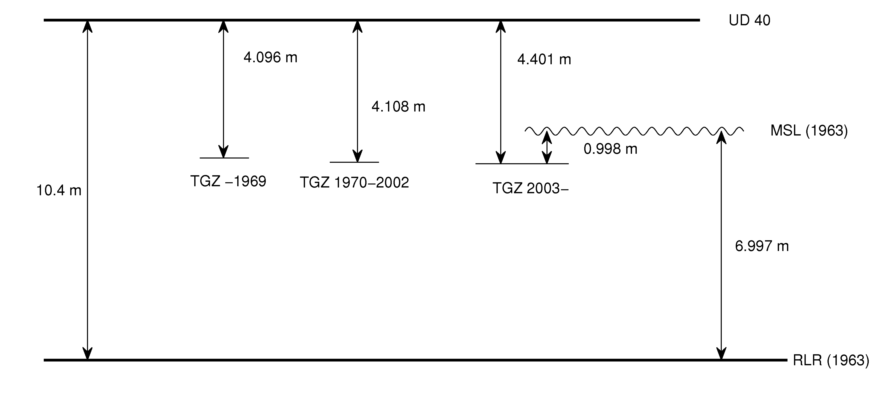 UD 40
4.096 m
4.401 m
4.108 m
MSL (1963)
0.998 m
TGZ −1969
TGZ 1970−2002
TGZ 2003−
10.4 m
6.997 m
RLR (1963)